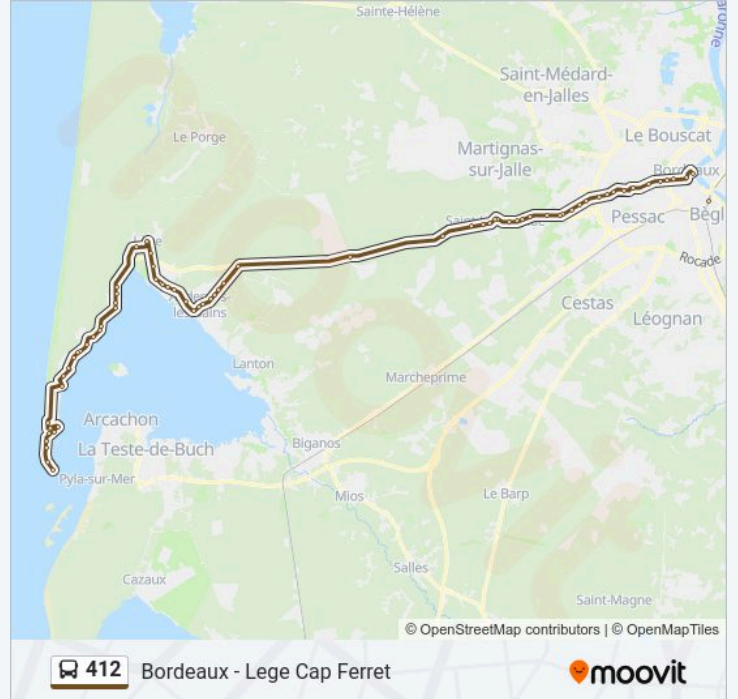 Sainte-Hélène
Garonne
Saint-Médard-
en-Jalles
Le Porge
Le Bouscat
Martignas-
sur-Jalle
Bordeaux
Pessac
Bègl
Rocade
Cestas
Léognan
Lanton
Marcheprime
Arcachon
La Teste-de-Buch
Biganos
Pyla-sur-Mer
Mios
Le Barp
Salles
Cazaux
Saint-Magne
© OpenStreetMap contributors | © OpenMapTiles
412 Bordeaux - Lege Cap Ferret
moovit